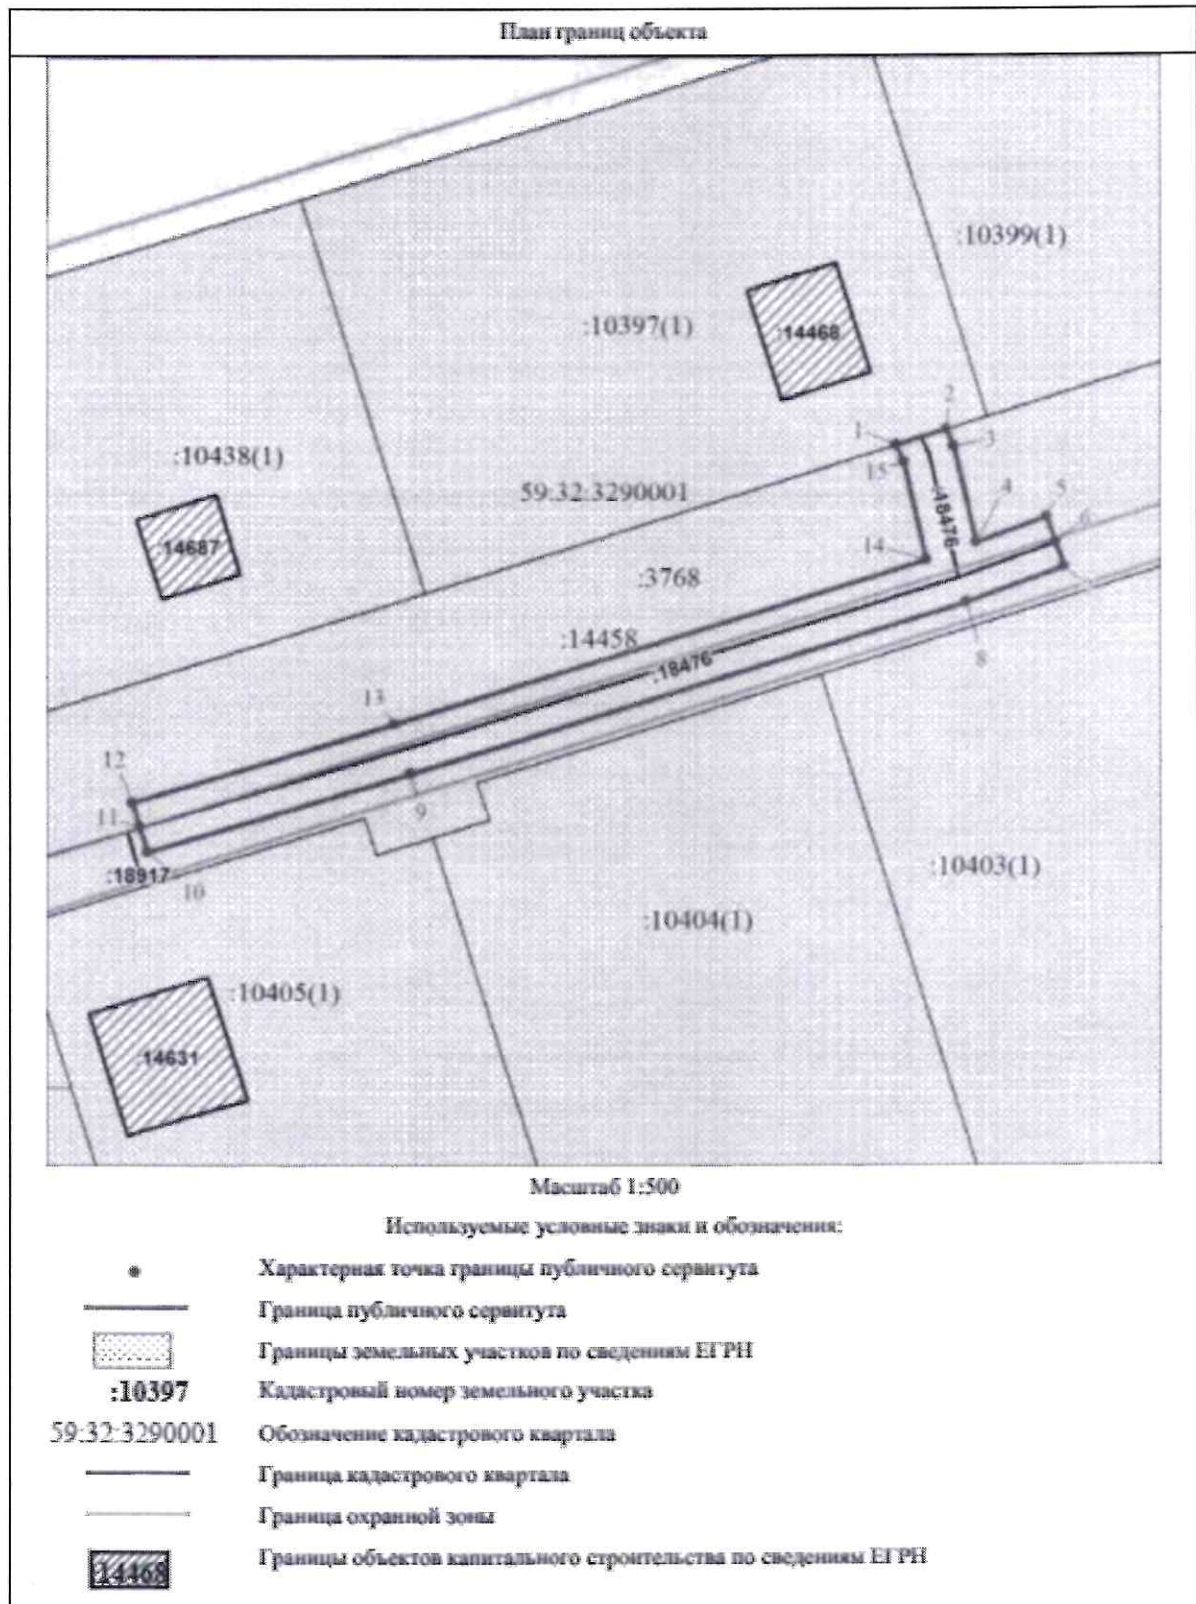 План границ объекта
:10399(1)
:10397(1)
:14468
2
1
3
:10438(1)
15
59:32:3290001
4
5
:18476
6
:14687
14
:3768
:14458
:18476
8
13
12
11
9
:18917
10
:10403(1)
:10404(1)
:10405(1)
:14631
Масштаб 1:500
Используемые условные знаки и обозначения:
Характерная точка границы публичного сервитута
Граница публичного сервитута
Границы земельных участков по сведениям ЕГРН
:10397 Кадастровый номер земельного участка
59:32:3290001 Обозначение кадастрового квартала
Граница кадастрового квартала
Граница охранной зоны
:14468 Границы объектов капитального строительства по сведениям ЕГРН